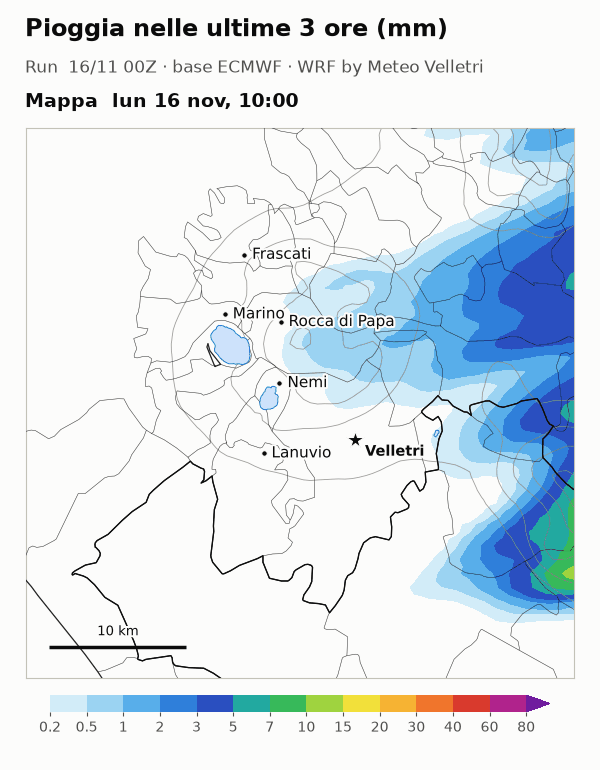 Pioggia nelle ultime 3 ore (mm)
Run  16/11 00Z · base ECMWF · WRF by Meteo Velletri
Mappa  lun 16 nov, 10:00
Frascati
Marino
Rocca di Papa
Nemi
Velletri
Lanuvio
10 km
0.2 0.5 1 2 3 5 7 10 15 20 30 40 60 80